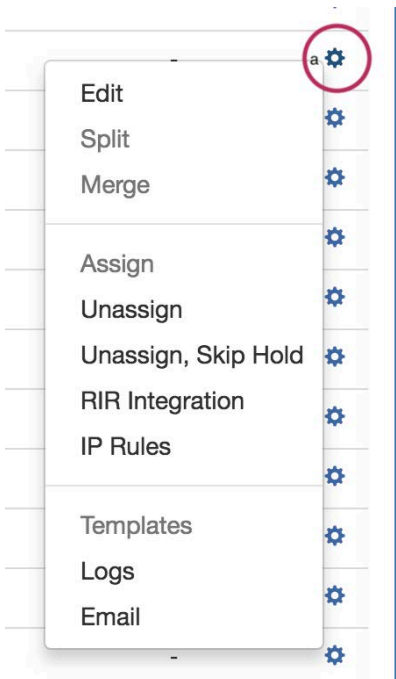 -
a
Edit
Split
Merge
Assign
Unassign
Unassign, Skip Hold
RIR Integration
IP Rules
Templates
Logs
Email
-